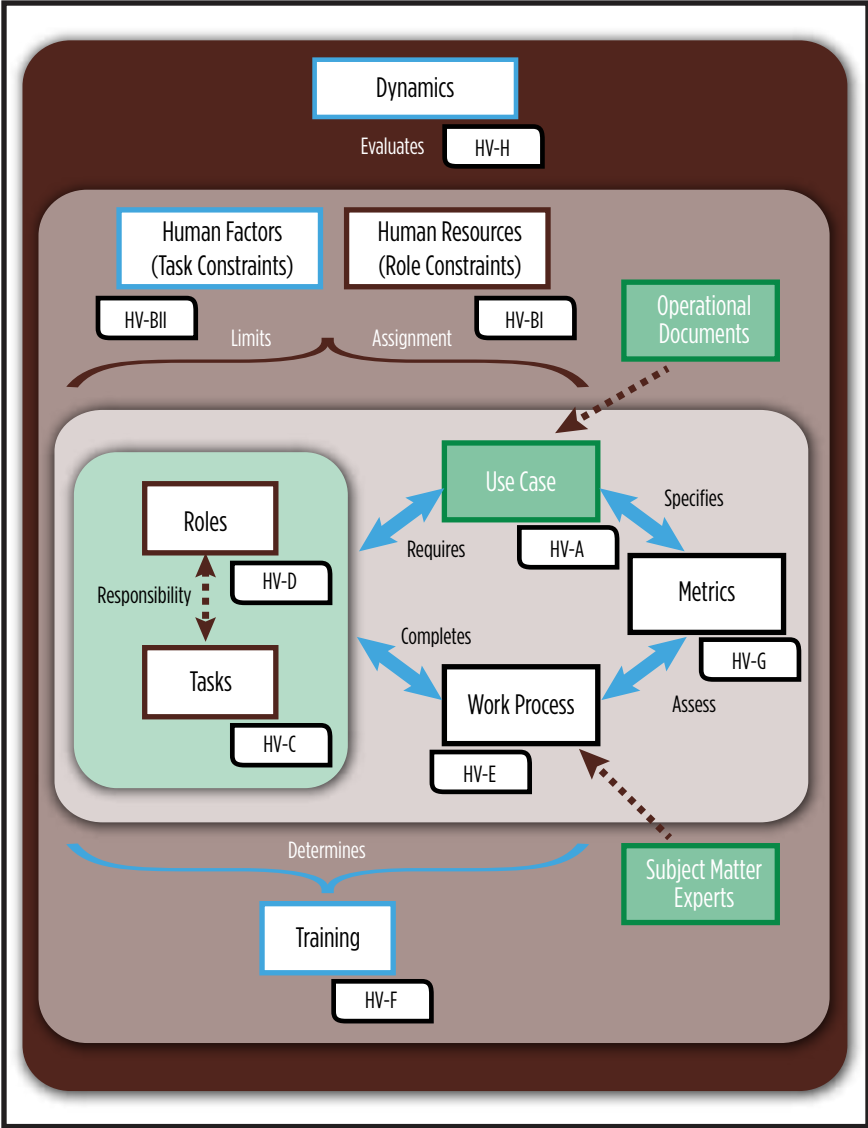 Dynamics
Evaluates
HV-H
Human Factors
(Task Constraints)
Human Resources
(Role Constraints)
HV-BII
HV-BI
Limits
Assignment
Operational
Documents
Use Case
HV-A
Specifies
Requires
Roles
HV-D
Responsibility
Tasks
HV-C
Metrics
HV-G
Completes
Work Process
HV-E
Assess
Determines
Subject Matter
Experts
Training
HV-F